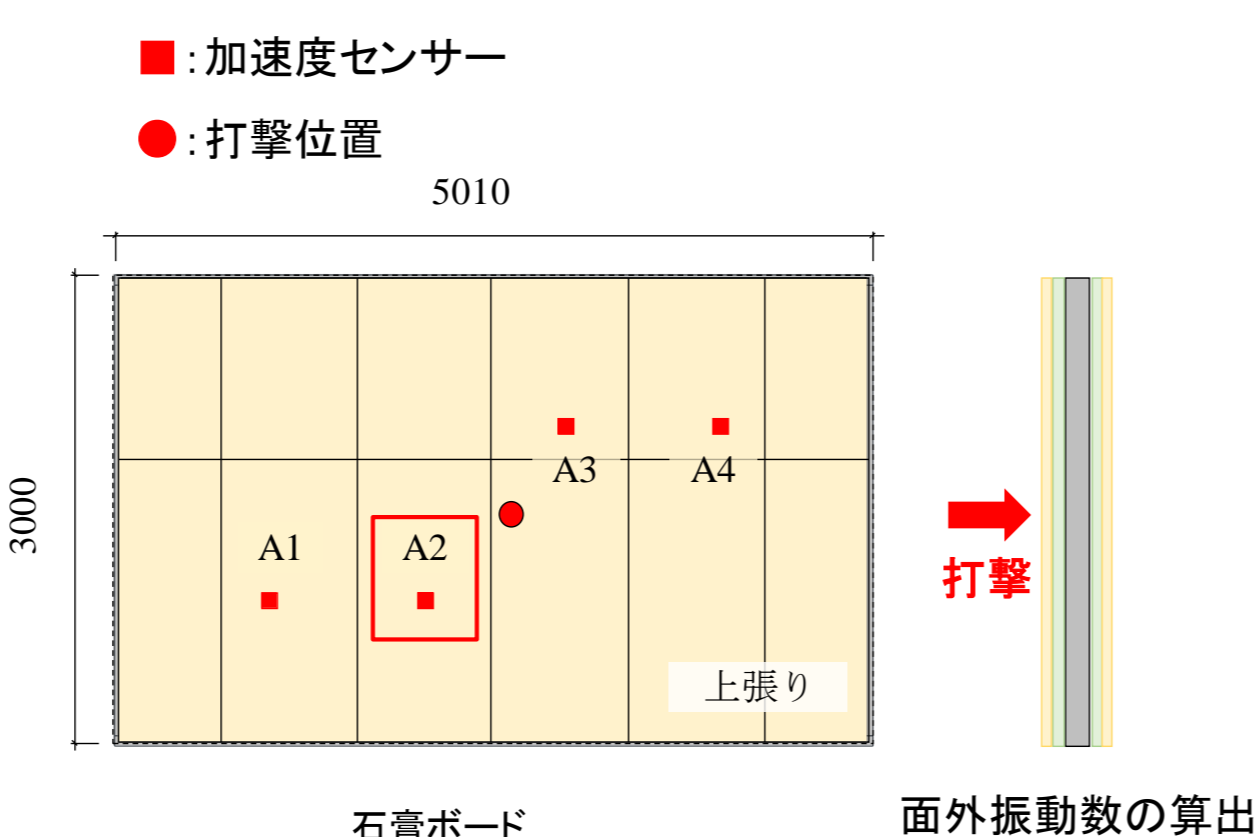 :加速度センサー
:打撃位置
5010
3000
A3
A4
A1
A2
打撃
上張り
石膏ボード
面外振動数の算出